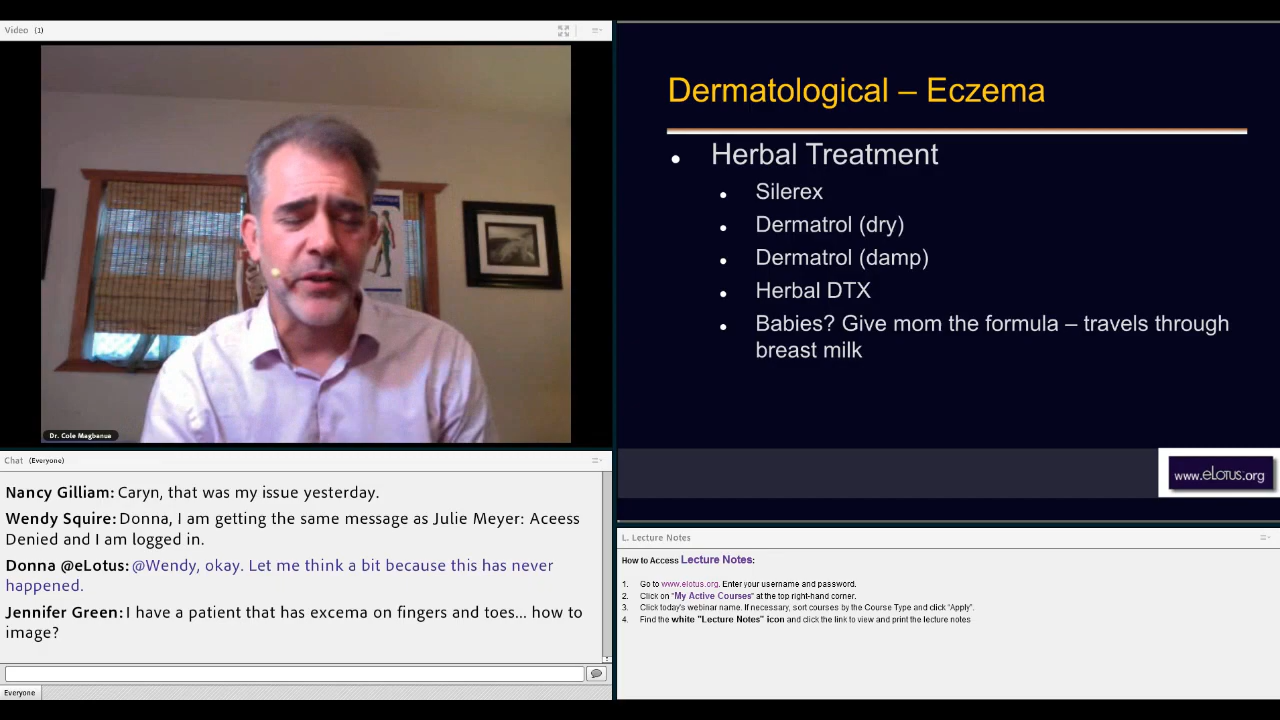 Video (1)
Dr. Cole Magbanua
Dermatological – Eczema
Herbal Treatment
Silerex
Dermatrol (dry)
Dermatrol (damp)
Herbal DTX
Babies? Give mom the formula – travels through
breast milk
www.eLotus.org
Chat (Everyone)
Nancy Gilliam: Caryn, that was my issue yesterday.
Wendy Squire: Donna, I am getting the same message as Julie Meyer: Aceess
Denied and I am logged in.
Donna @eLotus: @Wendy, okay. Let me think a bit because this has never
happened.
Jennifer Green: I have a patient that has excema on fingers and toes... how to
image?
Everyone
L. Lecture Notes
How to Access Lecture Notes:
1. Go to www.elotus.org. Enter your username and password.
2. Click on "My Active Courses" at the top right-hand corner.
3. Click today's webinar name. If necessary, sort courses by the Course Type and click "Apply".
4. Find the white "Lecture Notes" icon and click the link to view and print the lecture notes